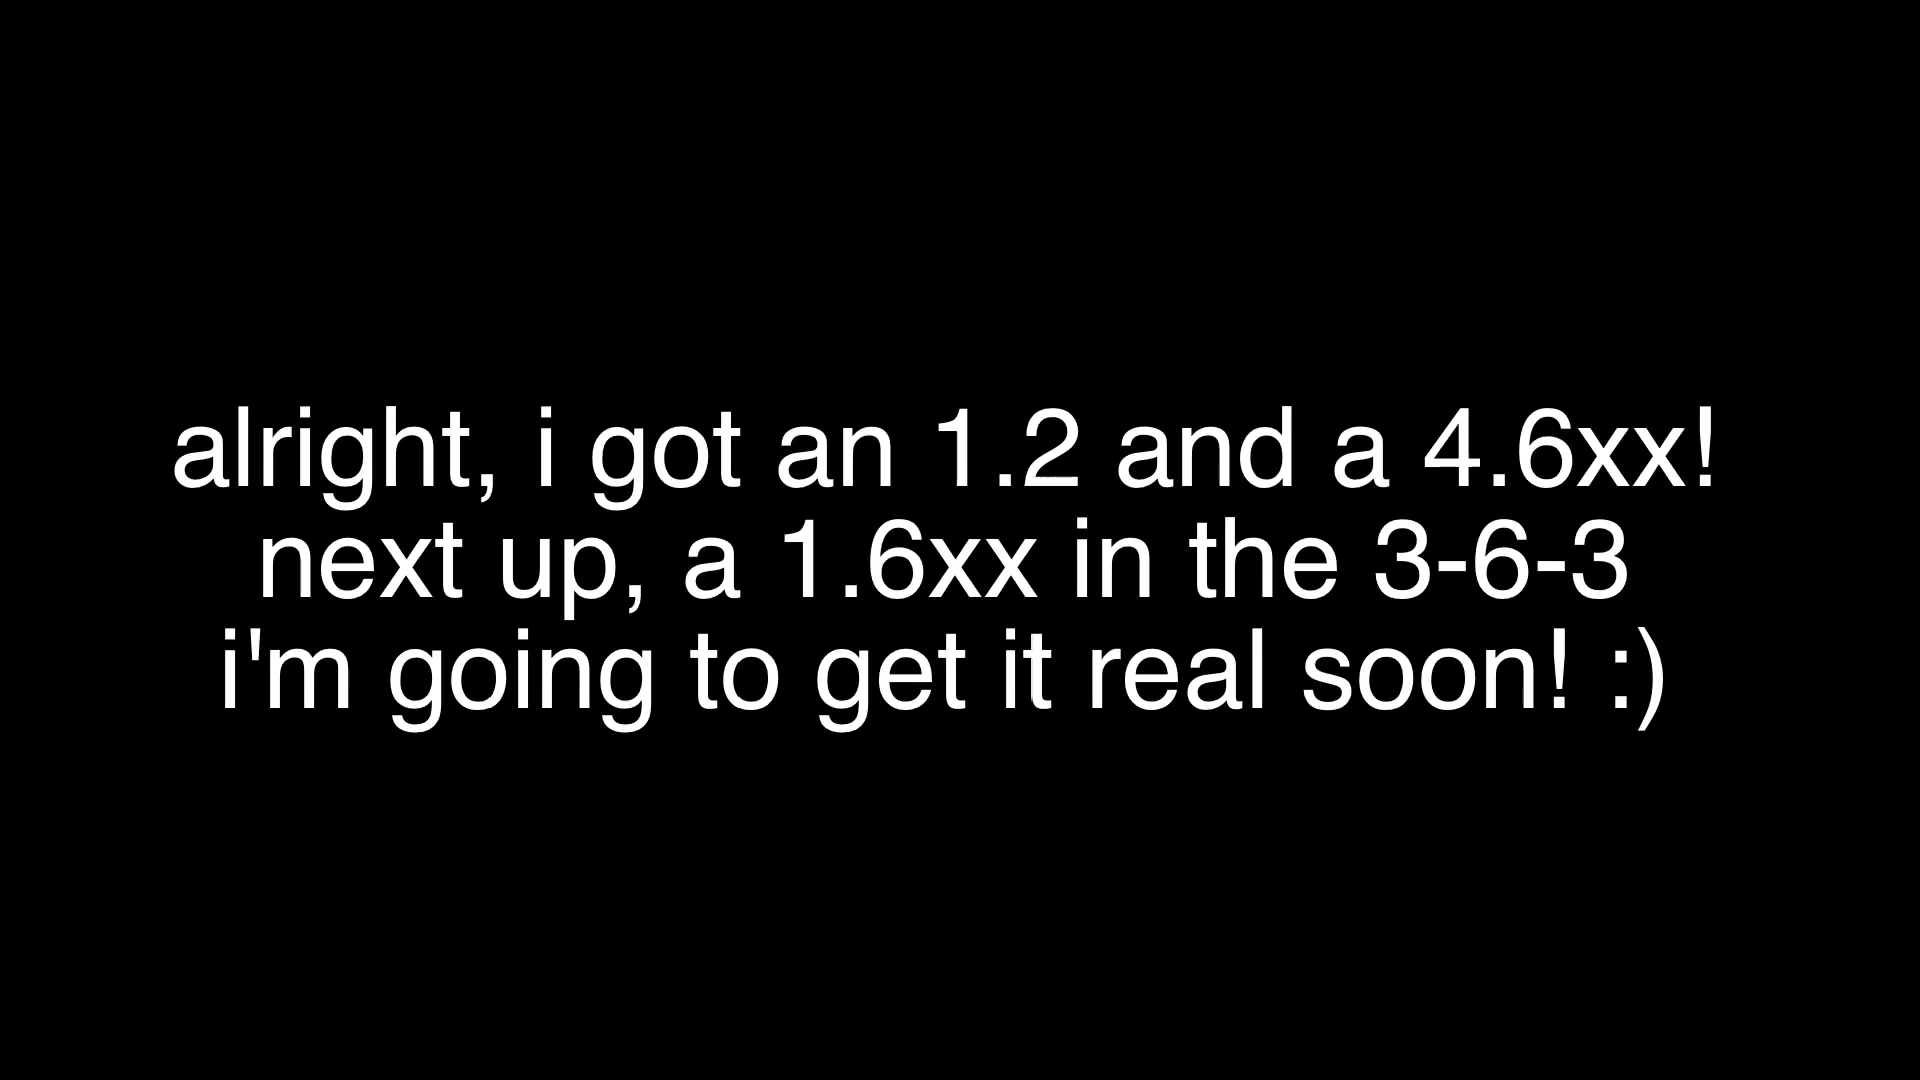 alright, i got an 1.2 and a 4.6xx!
next up, a 1.6xx in the 3-6-3
i'm going to get it real soon! :)